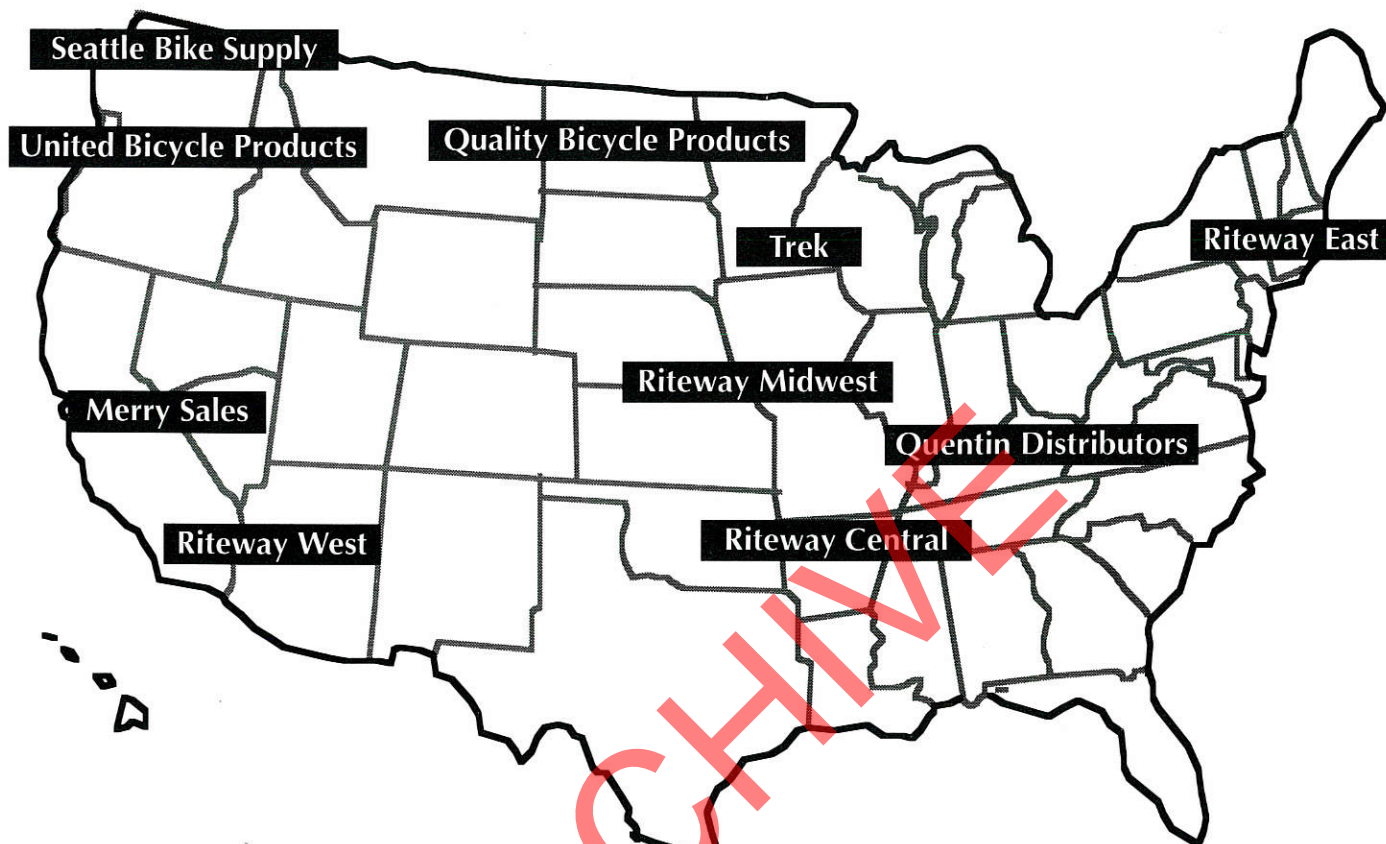 Seattle Bike Supply
United Bicycle Products
Quality Bicycle Products
Trek
Riteway East
Riteway Midwest
Merry Sales
Quentin Distributors
Riteway West
Riteway Central
CHIVE